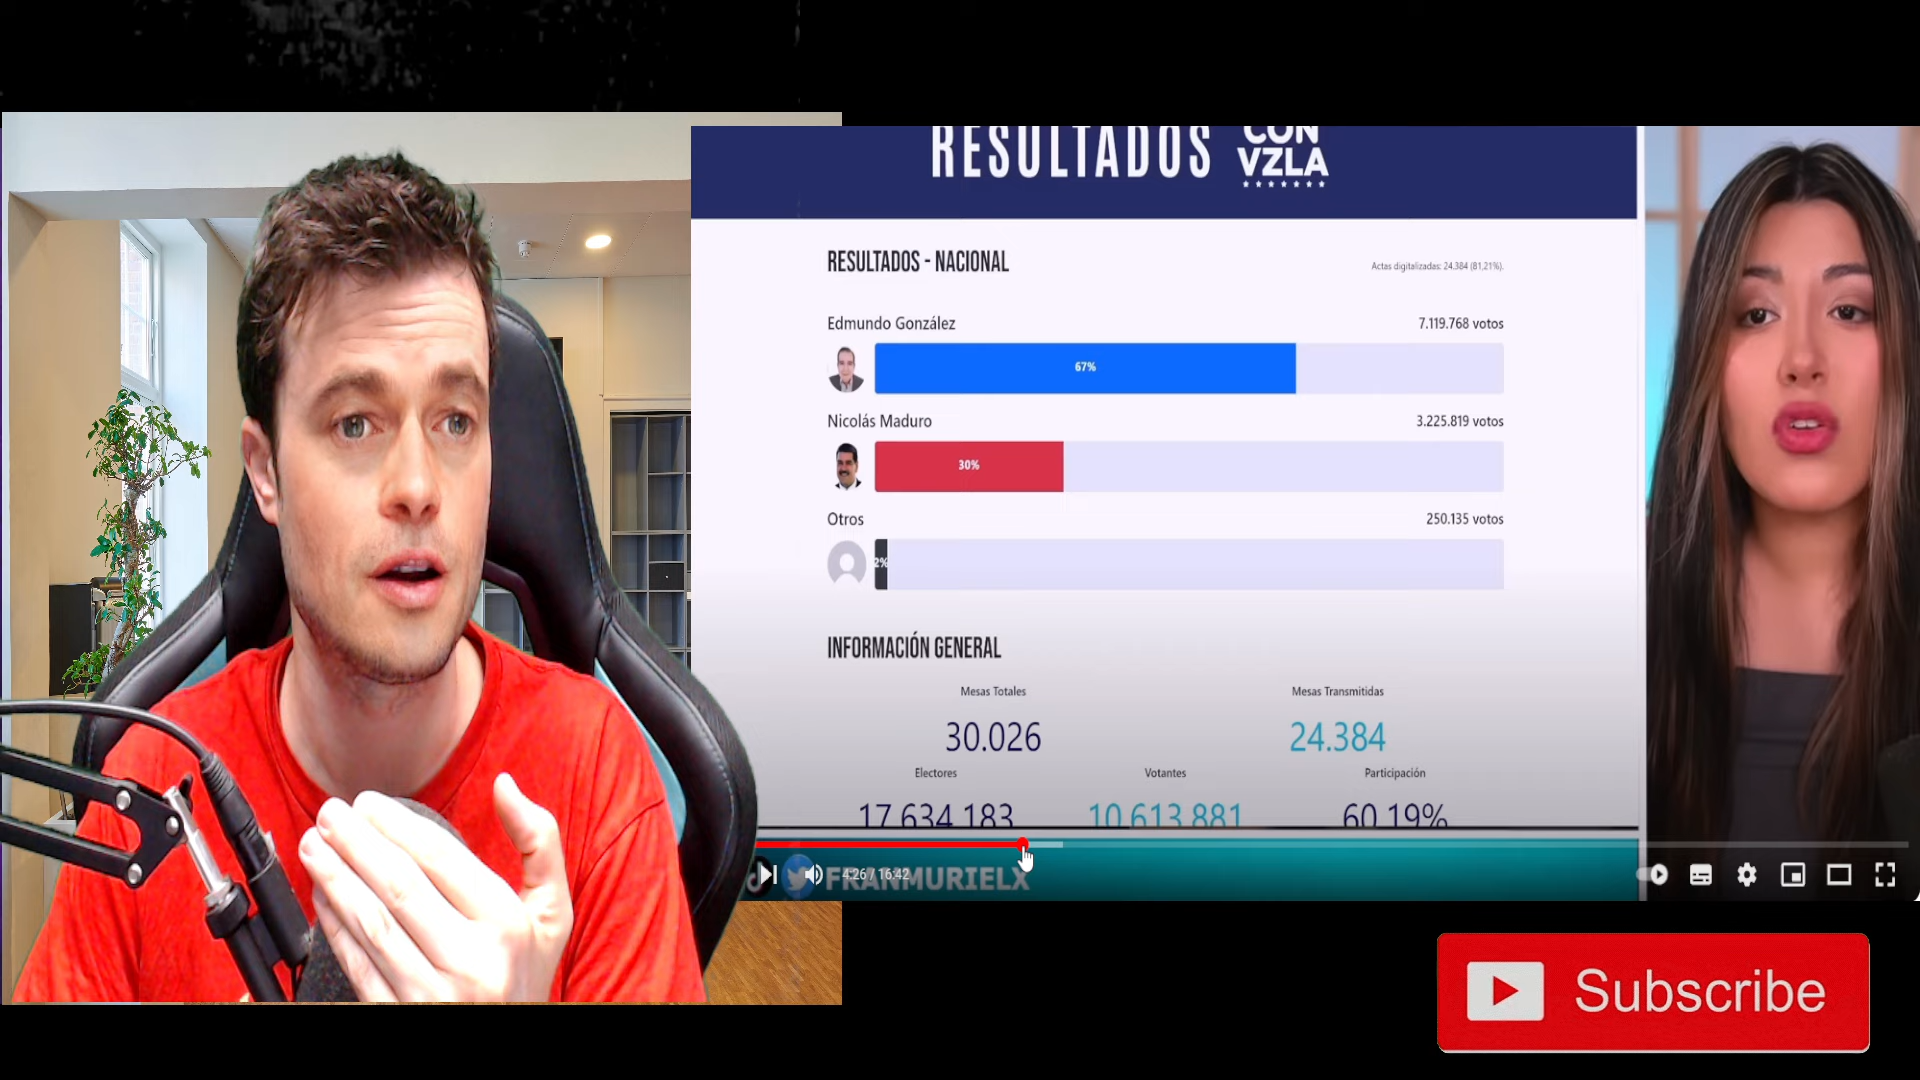 RESULTADOS CON VZLA
RESULTADOS - NACIONAL
Actas digitalizadas: 24.384 (81,21%).
Edmundo González
7.119.768 votos
67%
Nicolás Maduro
3.225.819 votos
30%
Otros
250.135 votos
2%
INFORMACIÓN GENERAL
Mesas Totales
Mesas Transmitidas
30.026
24.384
Electores
Votantes
Participación
17.634.183
10.613.881
60.19%
4:26 / 16:42
FRANMURIELX
Subscribe